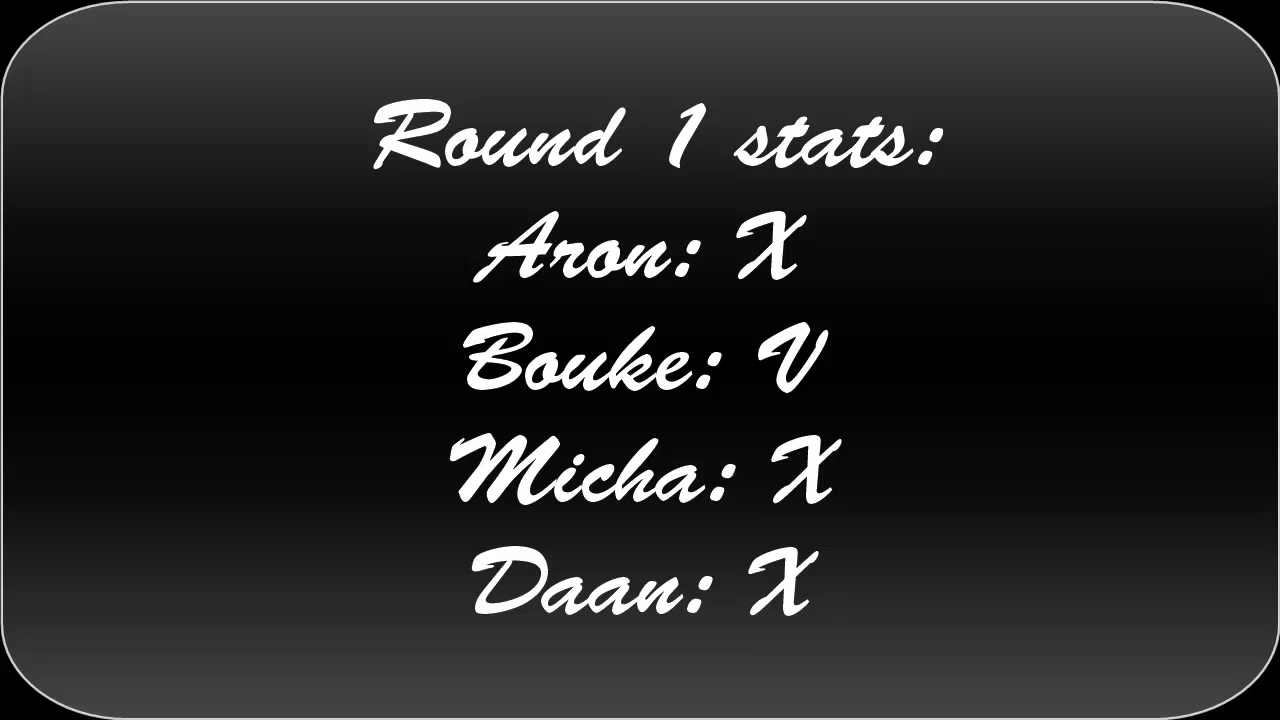 Round 1 stats:
Aron: X
Bouke: V
Micha: X
Daan: X